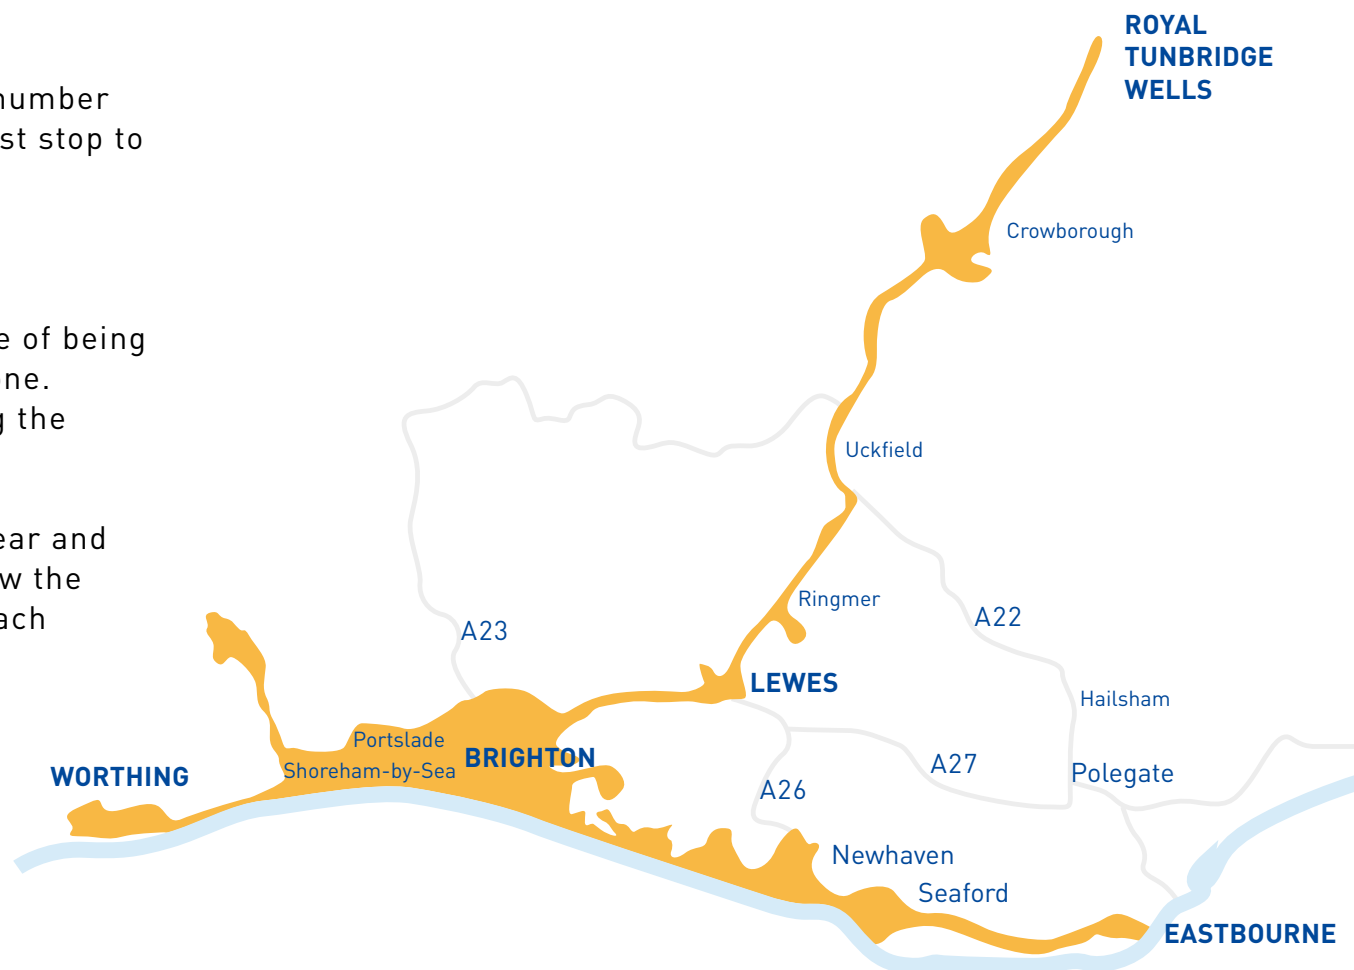 number
st stop to
e of being
ne.
g the
ear and
w the
ach
ROYAL
TUNBRIDGE
WELLS
Crowborough
Uckfield
Ringmer
A23
A22
LEWES
Hailsham
Portslade
BRIGHTON
Shoreham-by-Sea
WORTHING
A27
Polegate
A26
Newhaven
Seaford
EASTBOURNE